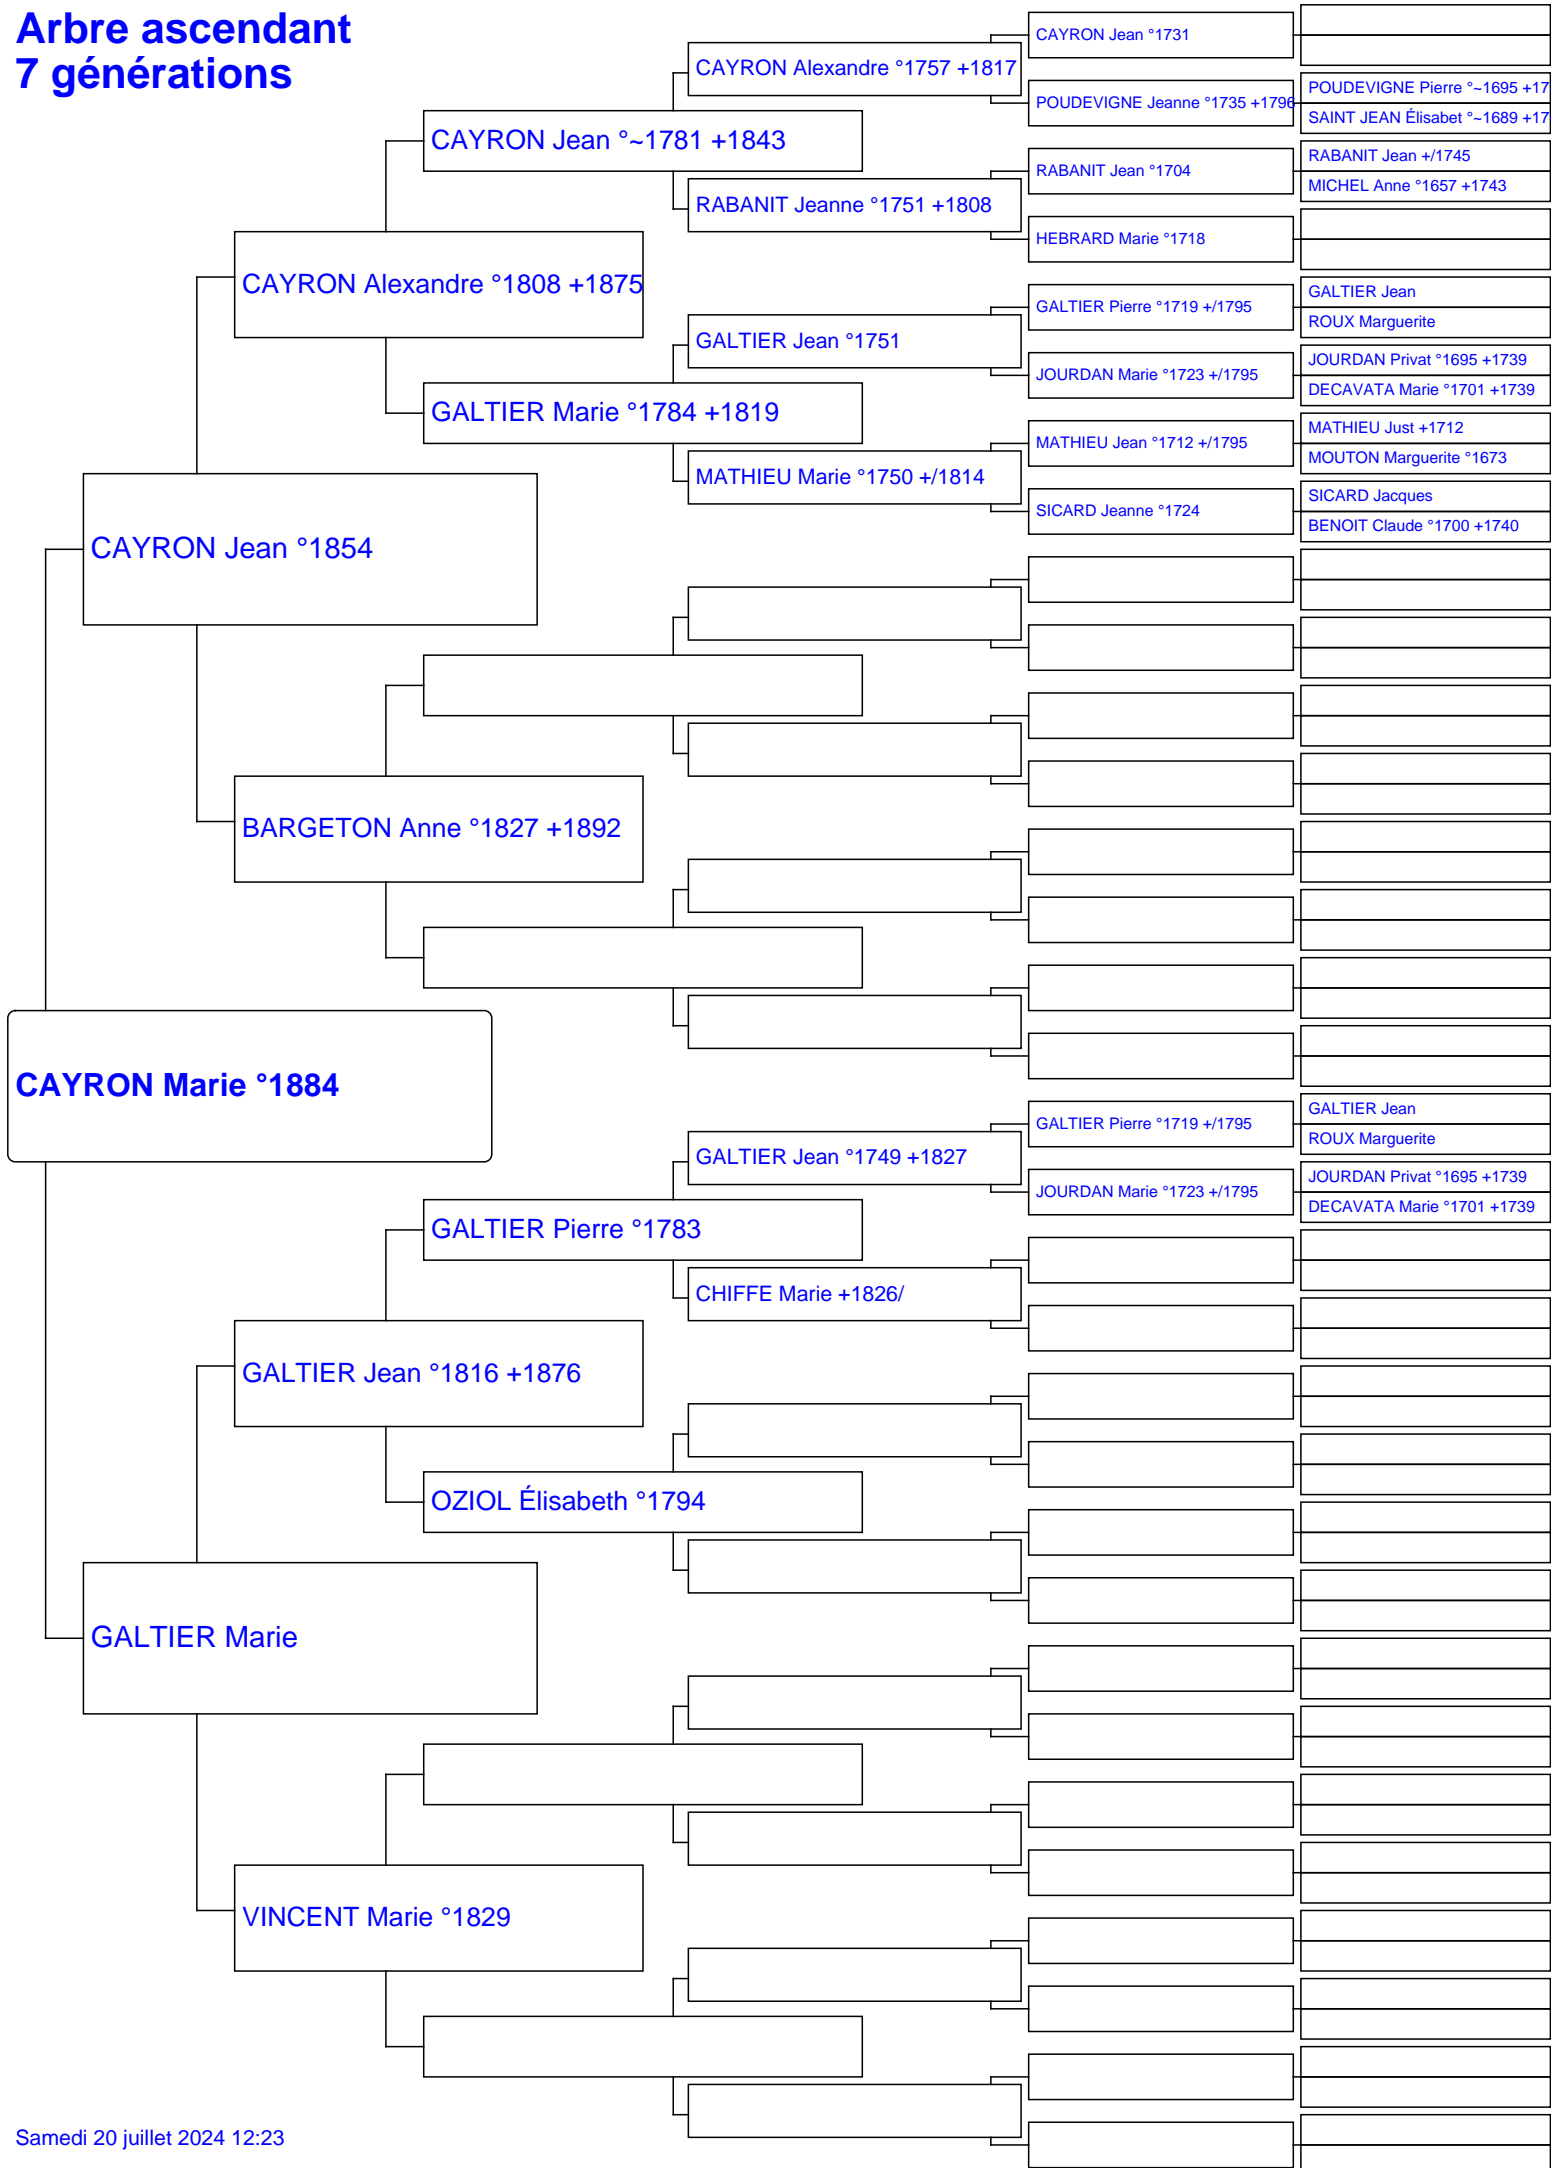 Arbre ascendant
7 générations
CAYRON Marie °1884
CAYRON Jean °1854
GALTIER Marie
CAYRON Alexandre °1808 +1875
BARGETON Anne °1827 +1892
GALTIER Jean °1816 +1876
VINCENT Marie °1829
CAYRON Jean °~1781 +1843
GALTIER Marie °1784 +1819
GALTIER Pierre °1783
OZIOL Élisabeth °1794
CAYRON Alexandre °1757 +1817
RABANIT Jeanne °1751 +1808
GALTIER Jean °1751
MATHIEU Marie °1750 +/1814
GALTIER Jean °1749 +1827
CHIFFE Marie +1826/
CAYRON Jean °1731
POUDEVIGNE Jeanne °1735 +1796
RABANIT Jean °1704
HEBRARD Marie °1718
GALTIER Pierre °1719 +/1795
JOURDAN Marie °1723 +/1795
MATHIEU Jean °1712 +/1795
SICARD Jeanne °1724
GALTIER Pierre °1719 +/1795
JOURDAN Marie °1723 +/1795
POUDEVIGNE Pierre °~1695 +17
SAINT JEAN Élisabet °~1689 +17
RABANIT Jean +/1745
MICHEL Anne °1657 +1743
GALTIER Jean
ROUX Marguerite
JOURDAN Privat °1695 +1739
DECAVATA Marie °1701 +1739
MATHIEU Just +1712
MOUTON Marguerite °1673
SICARD Jacques
BENOIT Claude °1700 +1740
GALTIER Jean
ROUX Marguerite
JOURDAN Privat °1695 +1739
DECAVATA Marie °1701 +1739
Samedi 20 juillet 2024 12:23